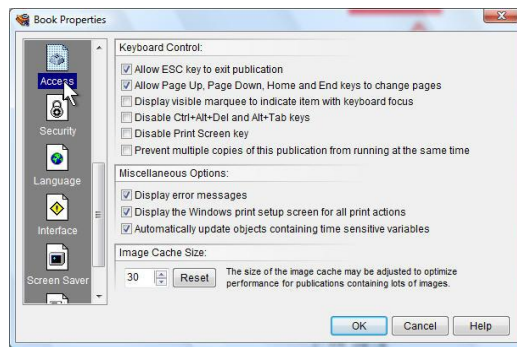 Book Properties
Access
Security
Language
Interface
Screen Saver
Keyboard Control:
Allow ESC key to exit publication
Allow Page Up, Page Down, Home and End keys to change pages
Display visible marquee to indicate item with keyboard focus
Disable Ctrl+Alt+Del and Alt+Tab keys
Disable Print Screen key
Prevent multiple copies of this publication from running at the same time
Miscellaneous Options:
Display error messages
Display the Windows print setup screen for all print actions
Automatically update objects containing time sensitive variables
Image Cache Size:
30 Reset
The size of the image cache may be adjusted to optimize
performance for publications containing lots of images.
OK Cancel Help